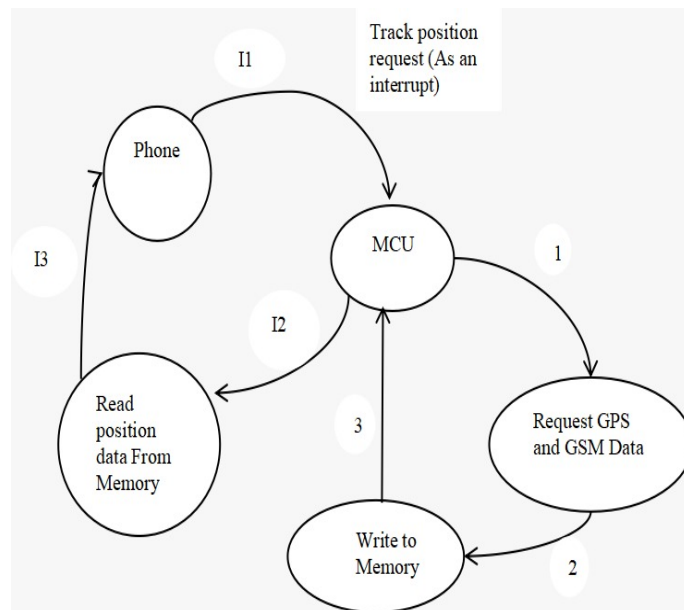 I1
Track position
request (As an
interrupt)
Phone
I3
MCU
1
I2
Read
position
data From
Memory
3
Request GPS
and GSM Data
Write to
Memory
2